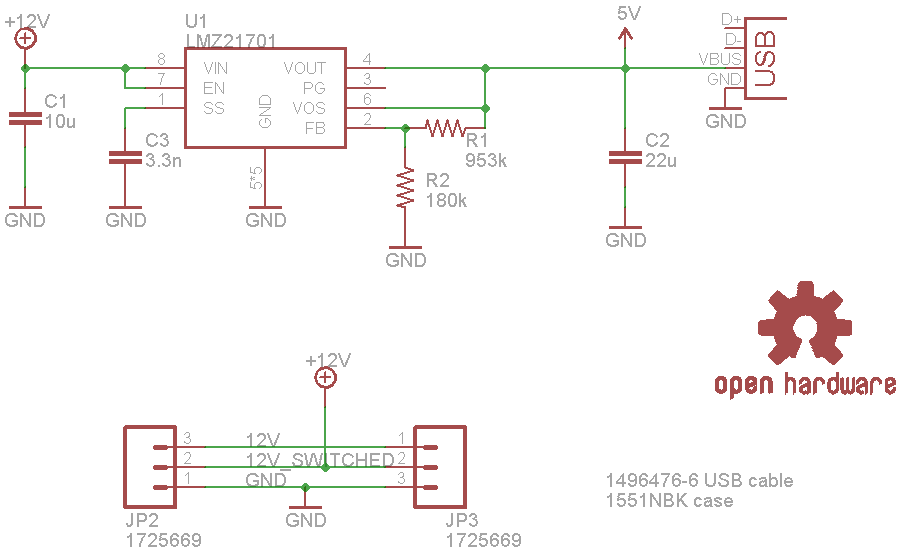 +12V
U1
LMZ21701
8 VIN
7 EN
1 SS
GND
5*5
VOUT 4
PG 3
VOS 6
FB 2
C1
10u
C3
3.3n
R1
953k
R2
180k
5V
C2
22u
D+
D-
VBUS
GND
USB
GND
GND
GND
GND
GND
GND
open hardware
+12V
3 12V 1
2 12V_SWITCHED 2
1 GND 3
GND
JP2
1725669
JP3
1725669
1496476-6 USB cable
1551NBK case